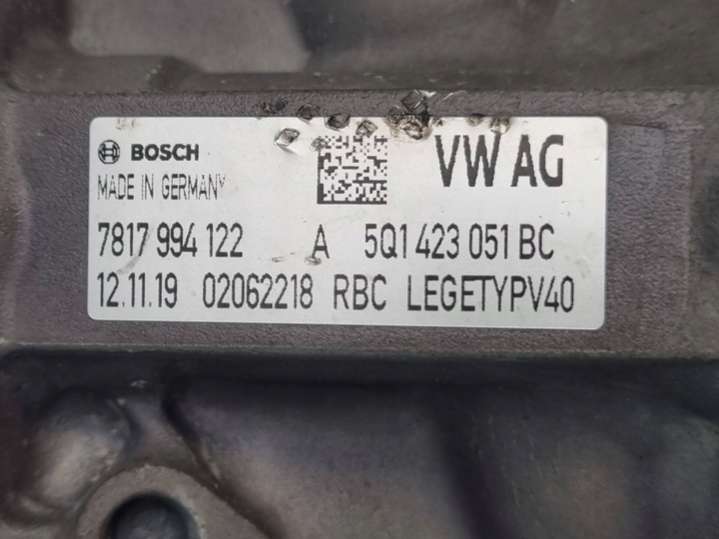 BOSCH VW AG
MADE IN GERMANY
7817 994 122 A 5Q1 423 051 BC
12.11.19 02062218 RBC LEGETYPV40